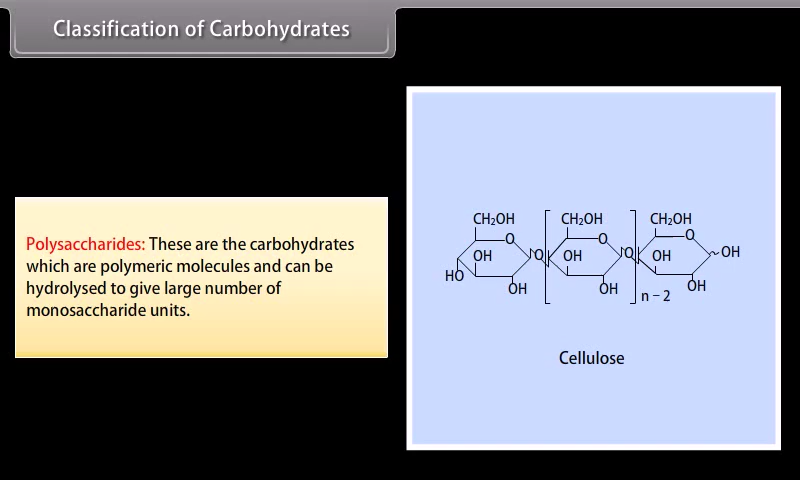 Classification of Carbohydrates
Polysaccharides: These are the carbohydrates
which are polymeric molecules and can be
hydrolysed to give large number of
monosaccharide units.
CH₂OH CH₂OH CH₂OH
O O O
OH O OH O OH OH
HO OH OH OH
n – 2
Cellulose